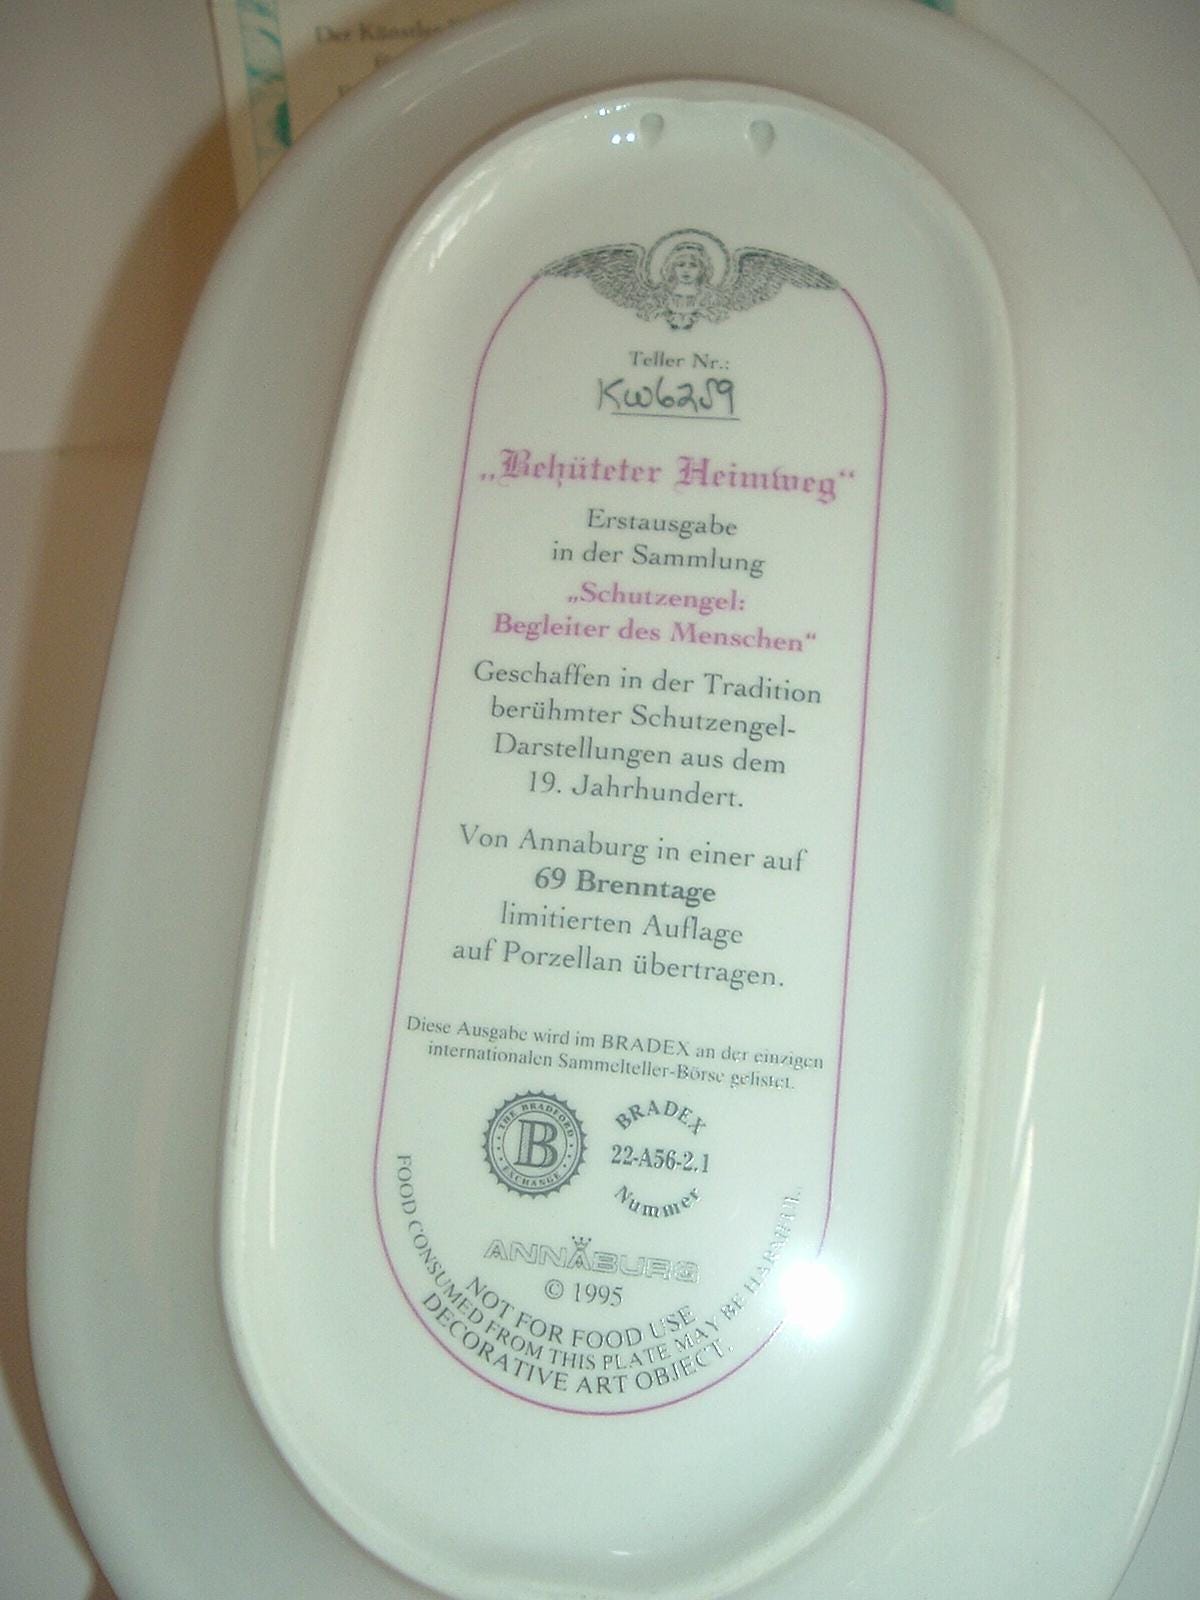 Der Künstler
Teller Nr.:
KW6259
„Behüteter Heimweg“
Erstausgabe
in der Sammlung
„Schutzengel:
Begleiter des Menschen“
Geschaffen in der Tradition
berühmter Schutzengel-
Darstellungen aus dem
19. Jahrhundert.
Von Annaburg in einer auf
69 Brenntage
limitierten Auflage
auf Porzellan übertragen.
Diese Ausgabe wird im BRADEX an der einzigen
internationalen Sammelteller-Börse gelistet.
THE BRADFORD
B
EXCHANGE
BRADEX
22-A56-2.1
Nummer
ANNABURG
© 1995
NOT FOR FOOD USE
FOOD CONSUMED FROM THIS PLATE MAY BE HARMFUL.
DECORATIVE ART OBJECT.